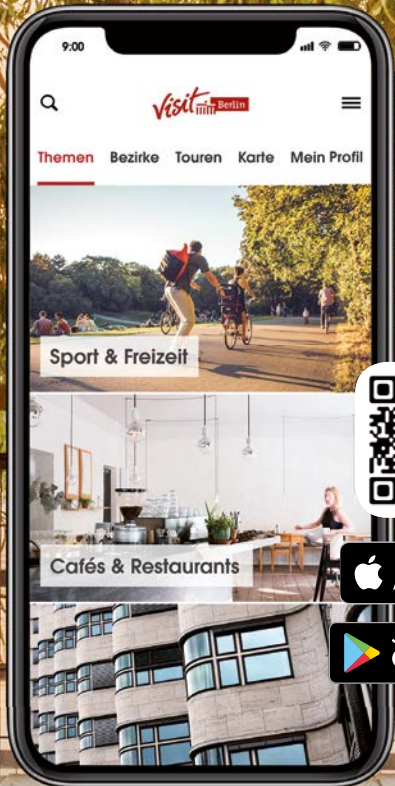 9:00
visit Berlin
Themen Bezirke Touren Karte Mein Profil
Sport & Freizeit
Cafés & Restaurants